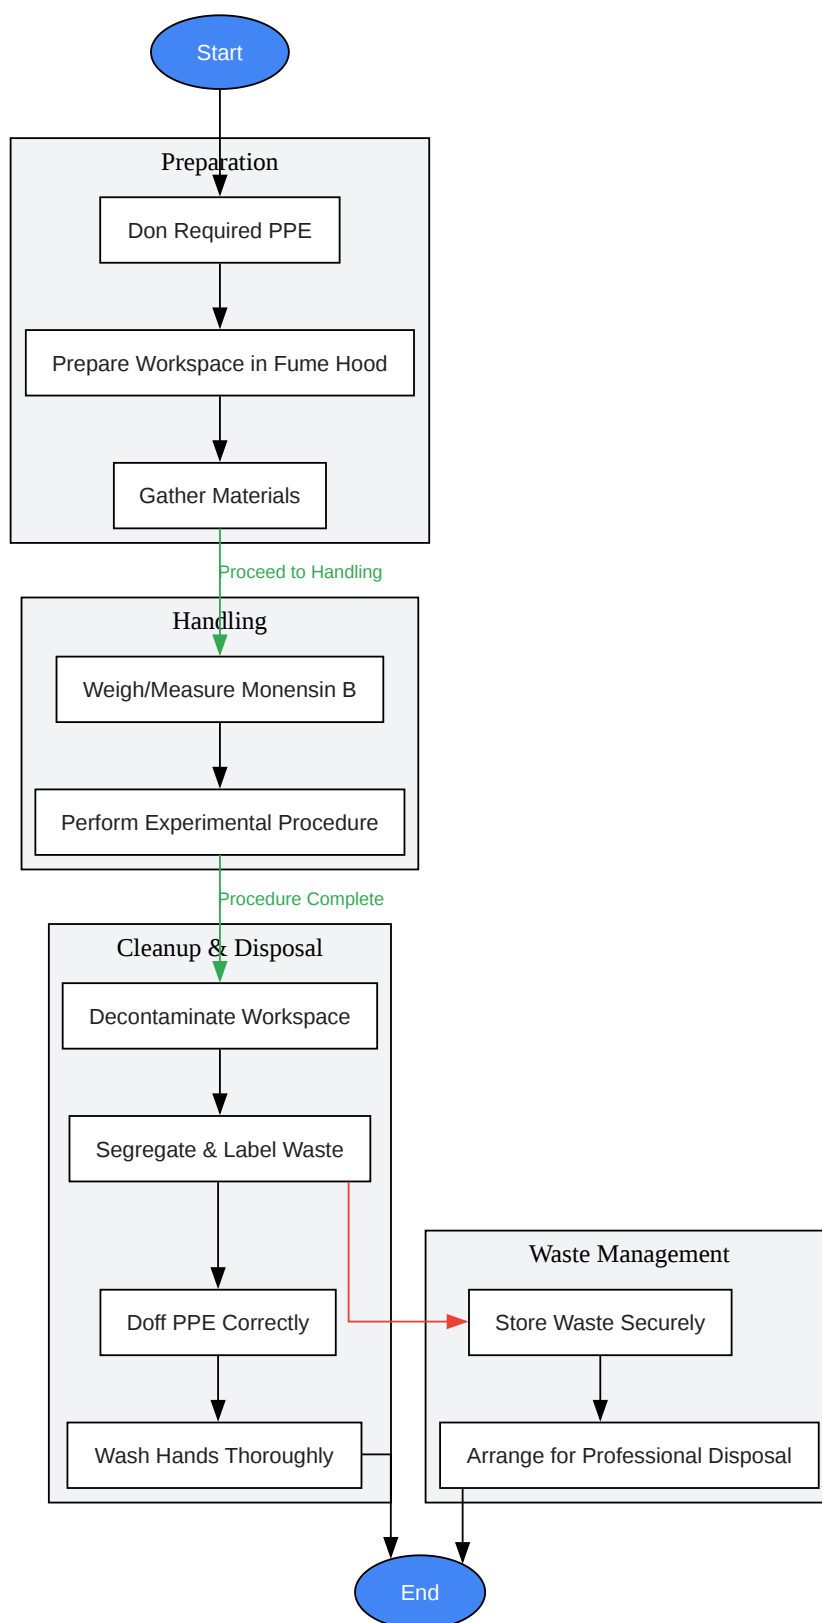 Start
Preparation
Don Required PPE
Prepare Workspace in Fume Hood
Gather Materials
Proceed to Handling
Handling
Weigh/Measure Monensin B
Perform Experimental Procedure
Procedure Complete
Cleanup & Disposal
Decontaminate Workspace
Segregate & Label Waste
Waste Management
Doff PPE Correctly
Store Waste Securely
Wash Hands Thoroughly
Arrange for Professional Disposal
End